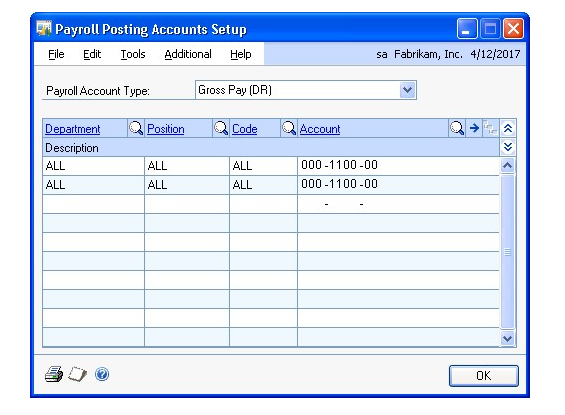 Payroll Posting Accounts Setup
File Edit Tools Additional Help sa Fabrikam, Inc. 4/12/2017
Payroll Account Type: Gross Pay (DR)
Department Position Code Account
Description
ALL ALL ALL 000 -1100 -00
ALL ALL ALL 000 -1100 -00
- -
OK